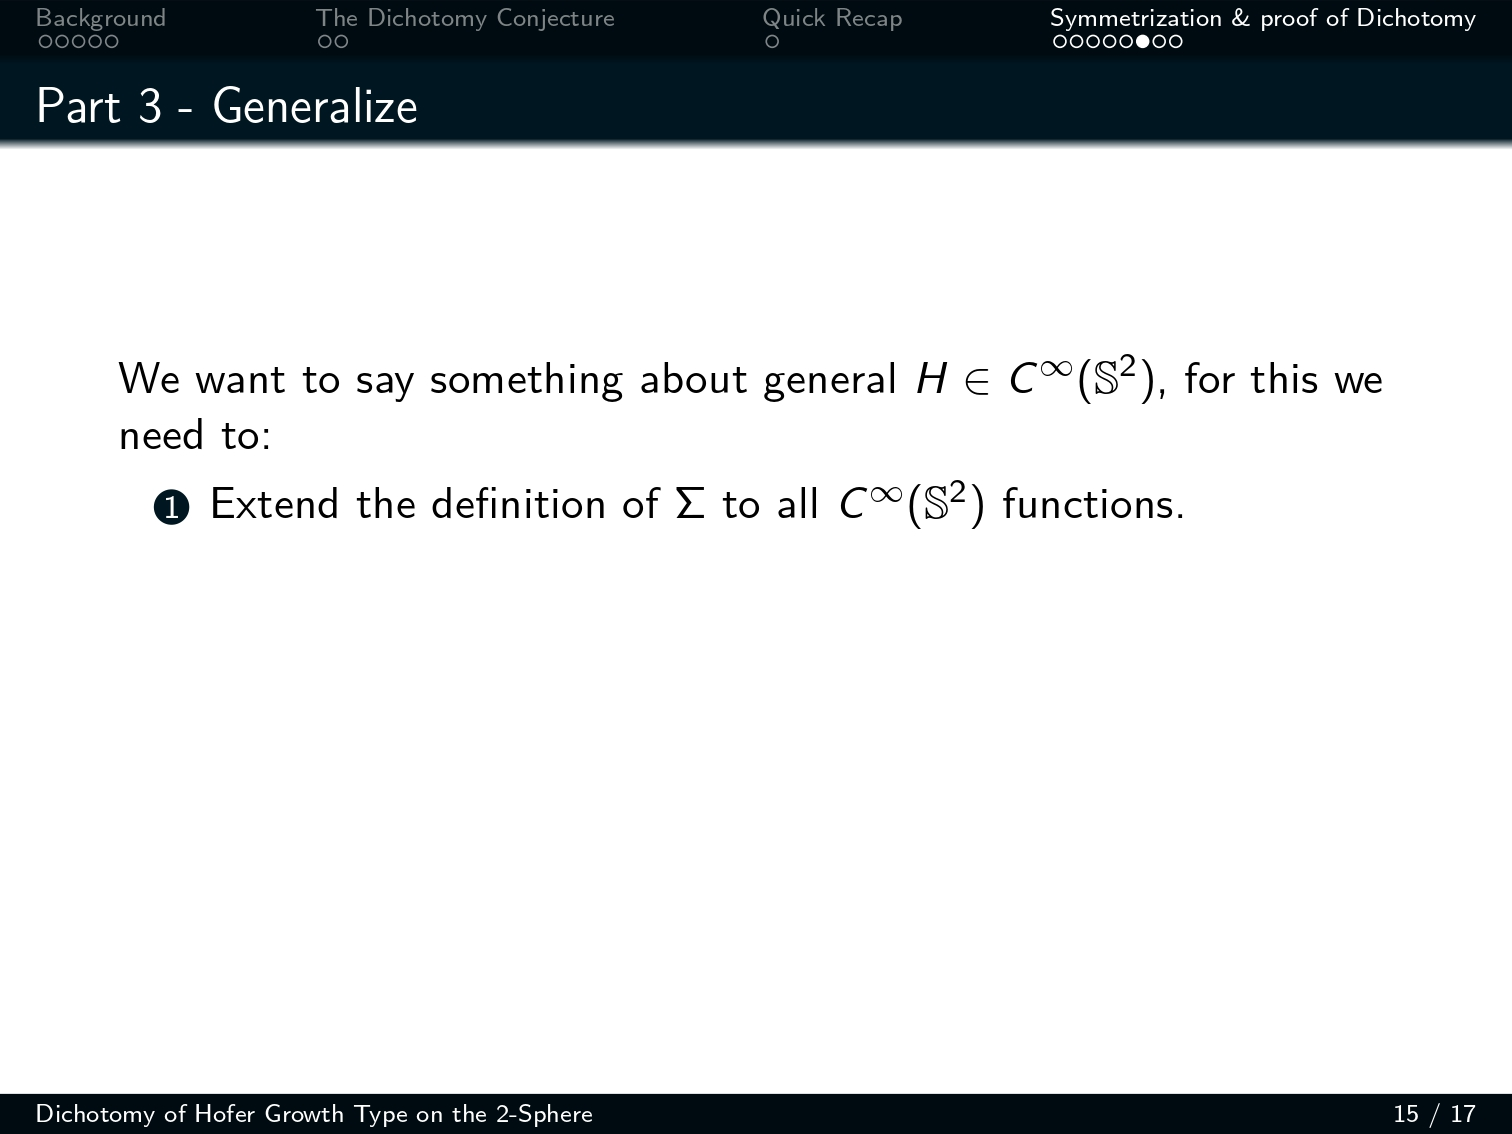 Background The Dichotomy Conjecture Quick Recap Symmetrization & proof of Dichotomy
Part 3 - Generalize
We want to say something about general H ∈ C^∞(𝕊²), for this we
need to:
1 Extend the definition of Σ to all C^∞(𝕊²) functions.
Dichotomy of Hofer Growth Type on the 2-Sphere 15 / 17